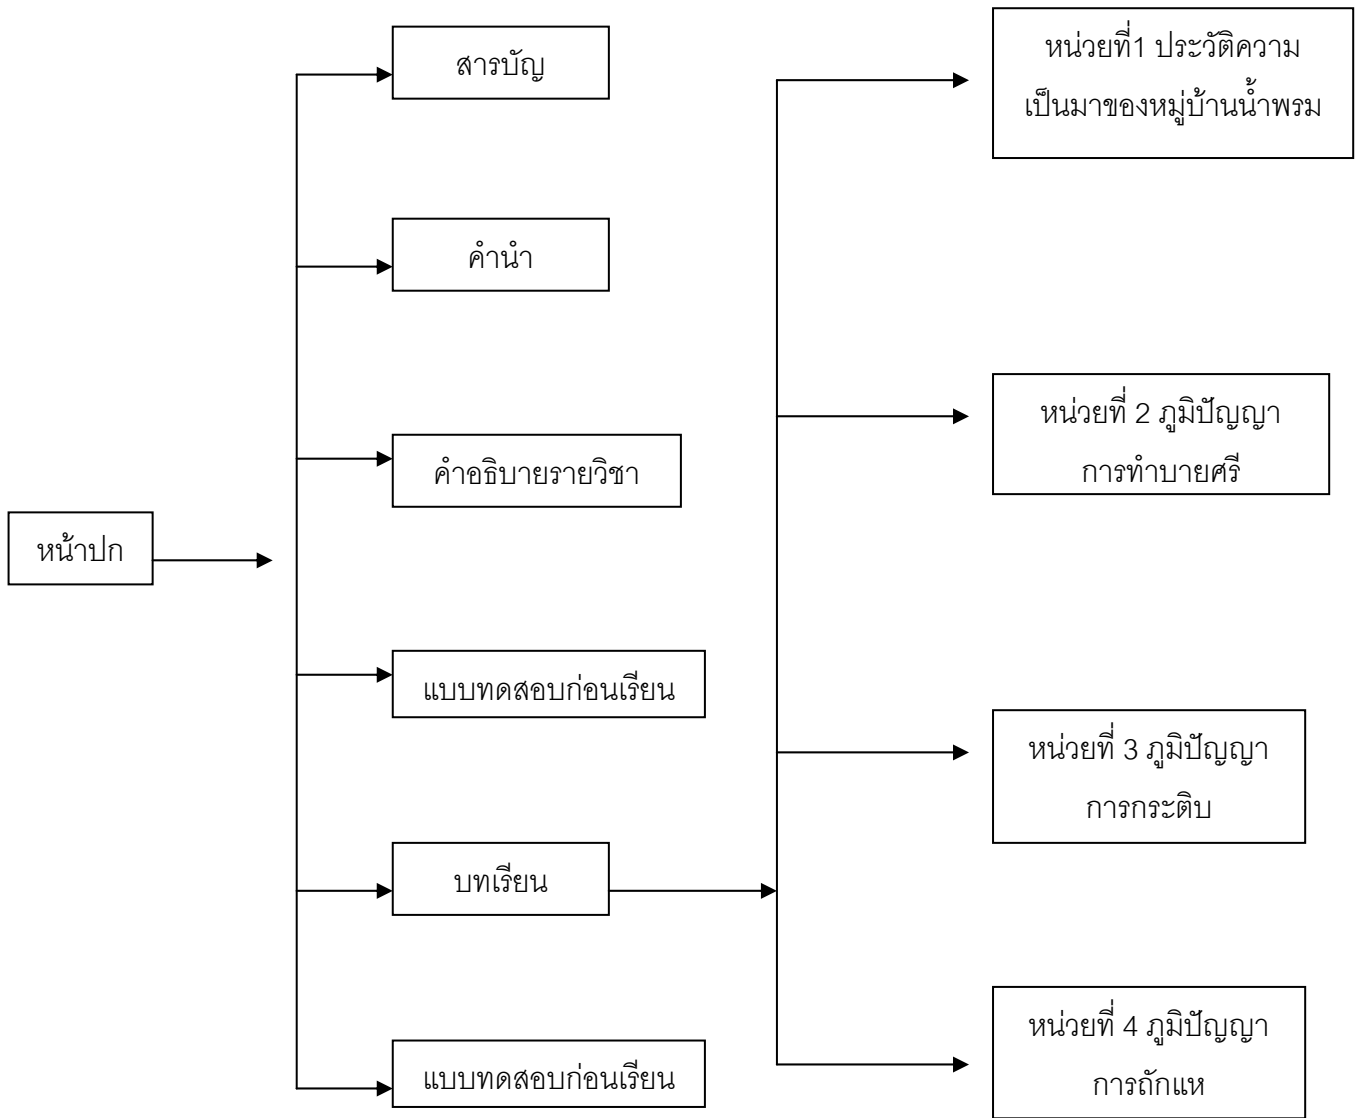 หน้าปก
สารบัญ
คำนำ
คำอธิบายรายวิชา
แบบทดสอบก่อนเรียน
บทเรียน
แบบทดสอบก่อนเรียน
หน่วยที่1 ประวัติความ
เป็นมาของหมู่บ้านน้ำพรม
หน่วยที่ 2 ภูมิปัญญา
การทำบายศรี
หน่วยที่ 3 ภูมิปัญญา
การกระติบ
หน่วยที่ 4 ภูมิปัญญา
การถักแห